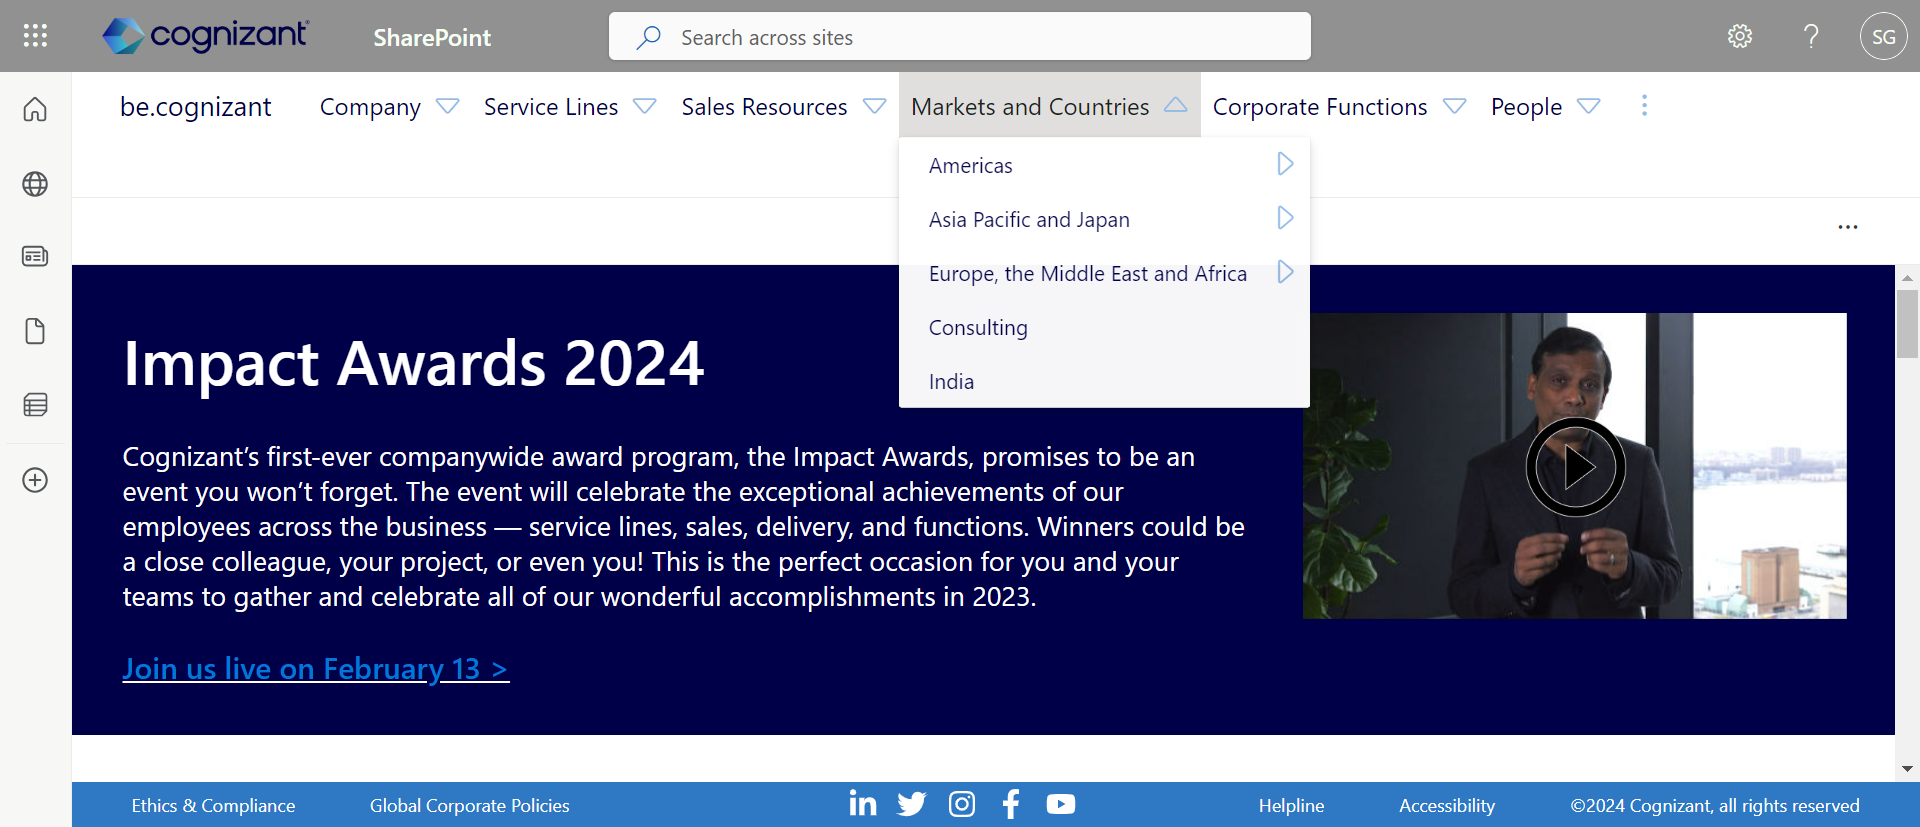 cognizant
SharePoint
Search across sites
SG
be.cognizant
Company
Service Lines
Sales Resources
Markets and Countries
Corporate Functions
People
Americas
Asia Pacific and Japan
Europe, the Middle East and Africa
Consulting
India
Impact Awards 2024
Cognizant’s first-ever companywide award program, the Impact Awards, promises to be an
event you won’t forget. The event will celebrate the exceptional achievements of our
employees across the business — service lines, sales, delivery, and functions. Winners could be
a close colleague, your project, or even you! This is the perfect occasion for you and your
teams to gather and celebrate all of our wonderful accomplishments in 2023.
Join us live on February 13 >
Ethics & Compliance
Global Corporate Policies
Helpline
Accessibility
©2024 Cognizant, all rights reserved